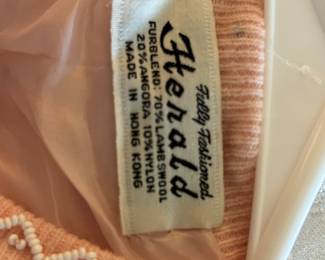 Fully Fashioned
Herald
FURBLEND: 70% LAMBSWOOL
20% ANGORA 10% NYLON
MADE IN HONG KONG